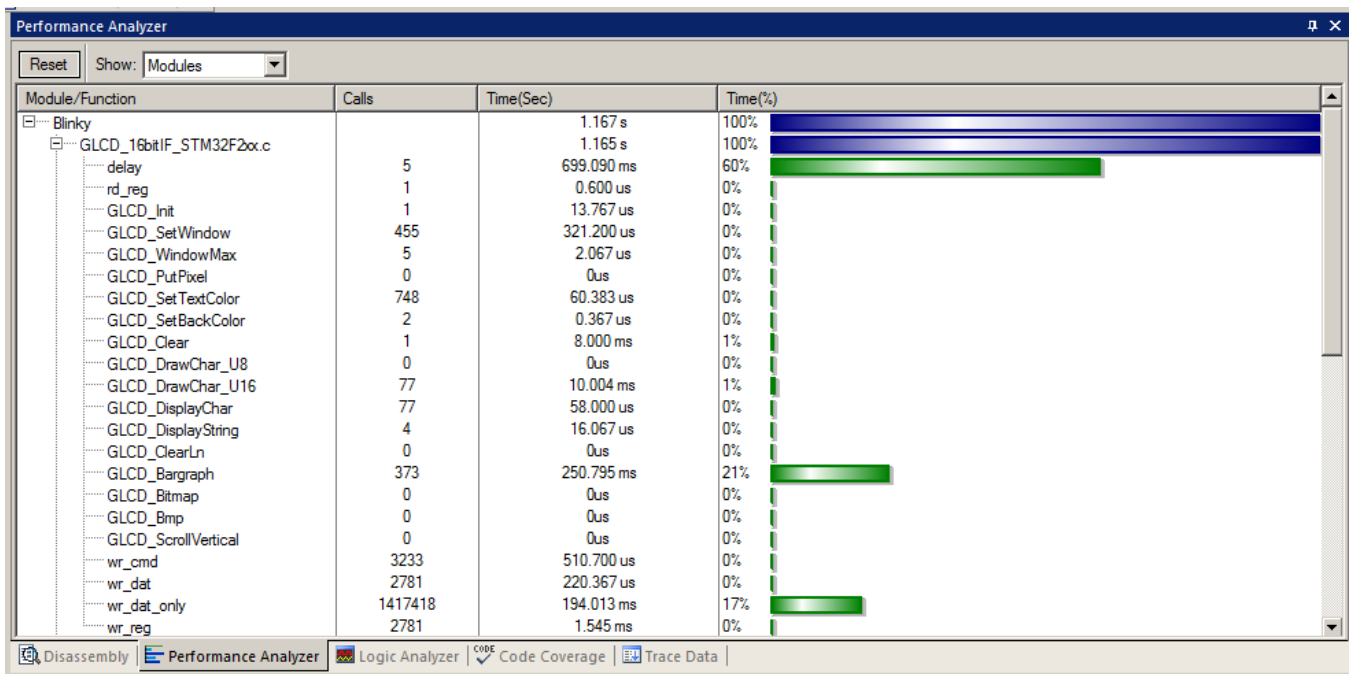 Performance Analyzer
Reset Show: Modules
Module/Function Calls Time(Sec) Time(%)
Blinky 1.167 s 100%
GLCD_16bitIF_STM32F2xx.c 1.165 s 100%
delay 5 699.090 ms 60%
rd_reg 1 0.600 us 0%
GLCD_Init 1 13.767 us 0%
GLCD_SetWindow 455 321.200 us 0%
GLCD_WindowMax 5 2.067 us 0%
GLCD_PutPixel 0 0us 0%
GLCD_SetTextColor 748 60.383 us 0%
GLCD_SetBackColor 2 0.367 us 0%
GLCD_Clear 1 8.000 ms 1%
GLCD_DrawChar_U8 0 0us 0%
GLCD_DrawChar_U16 77 10.004 ms 1%
GLCD_DisplayChar 77 58.000 us 0%
GLCD_DisplayString 4 16.067 us 0%
GLCD_ClearLn 0 0us 0%
GLCD_Bargraph 373 250.795 ms 21%
GLCD_Bitmap 0 0us 0%
GLCD_Bmp 0 0us 0%
GLCD_ScrollVertical 0 0us 0%
wr_cmd 3233 510.700 us 0%
wr_dat 2781 220.367 us 0%
wr_dat_only 1417418 194.013 ms 17%
wr_reg 2781 1.545 ms 0%
Disassembly Performance Analyzer Logic Analyzer CODE Code Coverage Trace Data